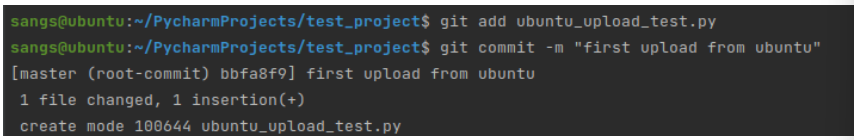 sangs@ubuntu:~/PycharmProjects/test_project$ git add ubuntu_upload_test.py
sangs@ubuntu:~/PycharmProjects/test_project$ git commit -m "first upload from ubuntu"
[master (root-commit) bbfa8f9] first upload from ubuntu
 1 file changed, 1 insertion(+)
 create mode 100644 ubuntu_upload_test.py